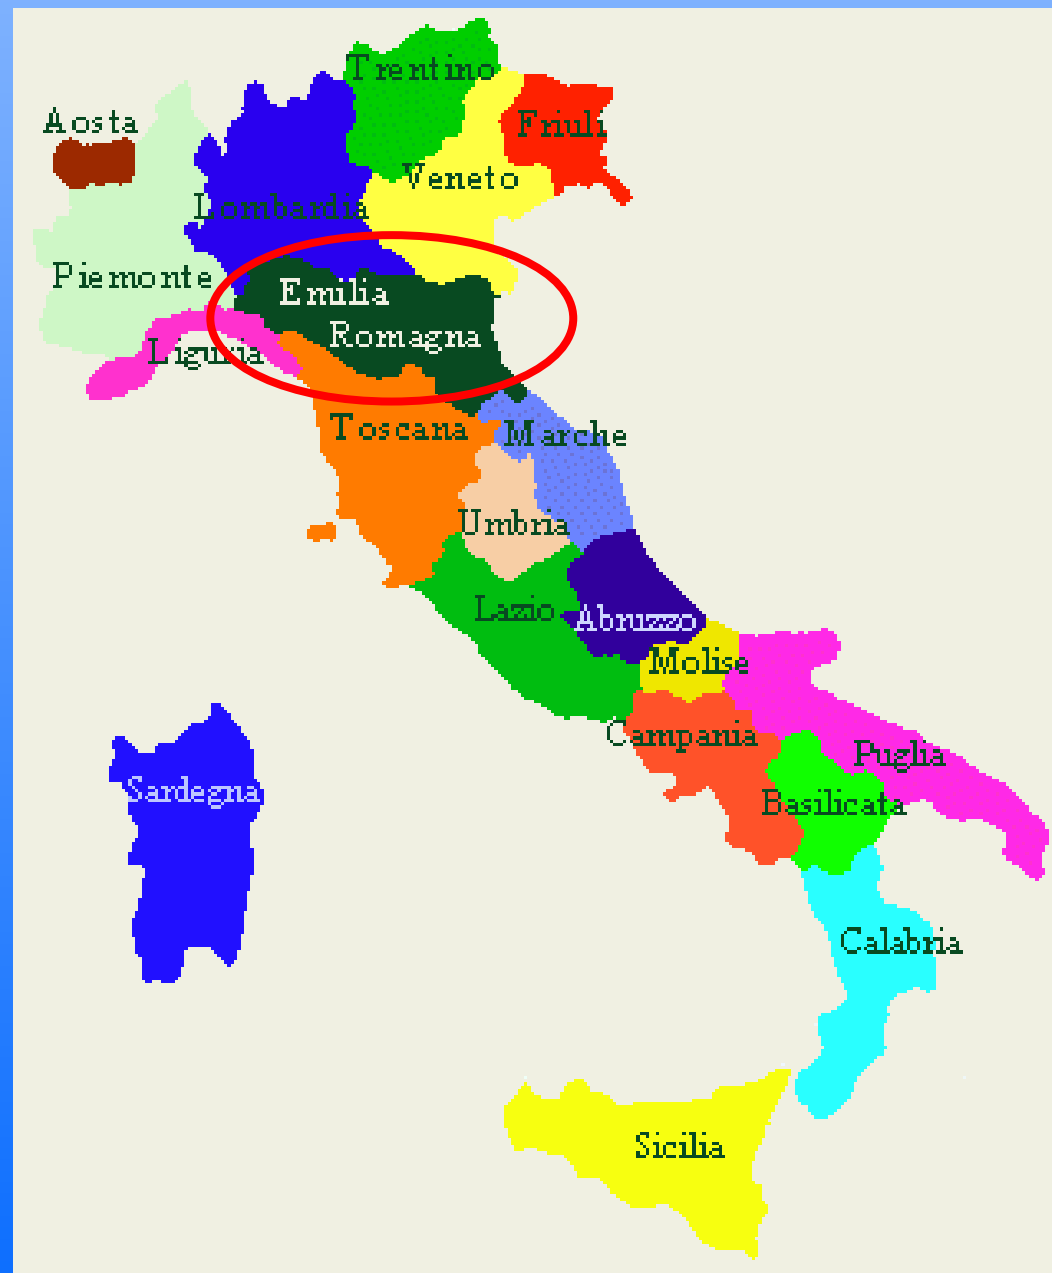 Trentino
Aosta
Friuli
Veneto
Lombardia
Piemonte
Emilia
Romagna
Liguria
Toscana
Marche
Umbria
Lazio
Abruzzo
Molise
Campania
Puglia
Sardegna
Basilicata
Calabria
Sicilia